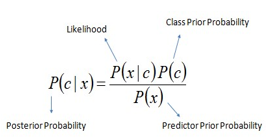 Likelihood
Class Prior Probability
P(c|x) = P(x|c)P(c) / P(x)
Posterior Probability
Predictor Prior Probability